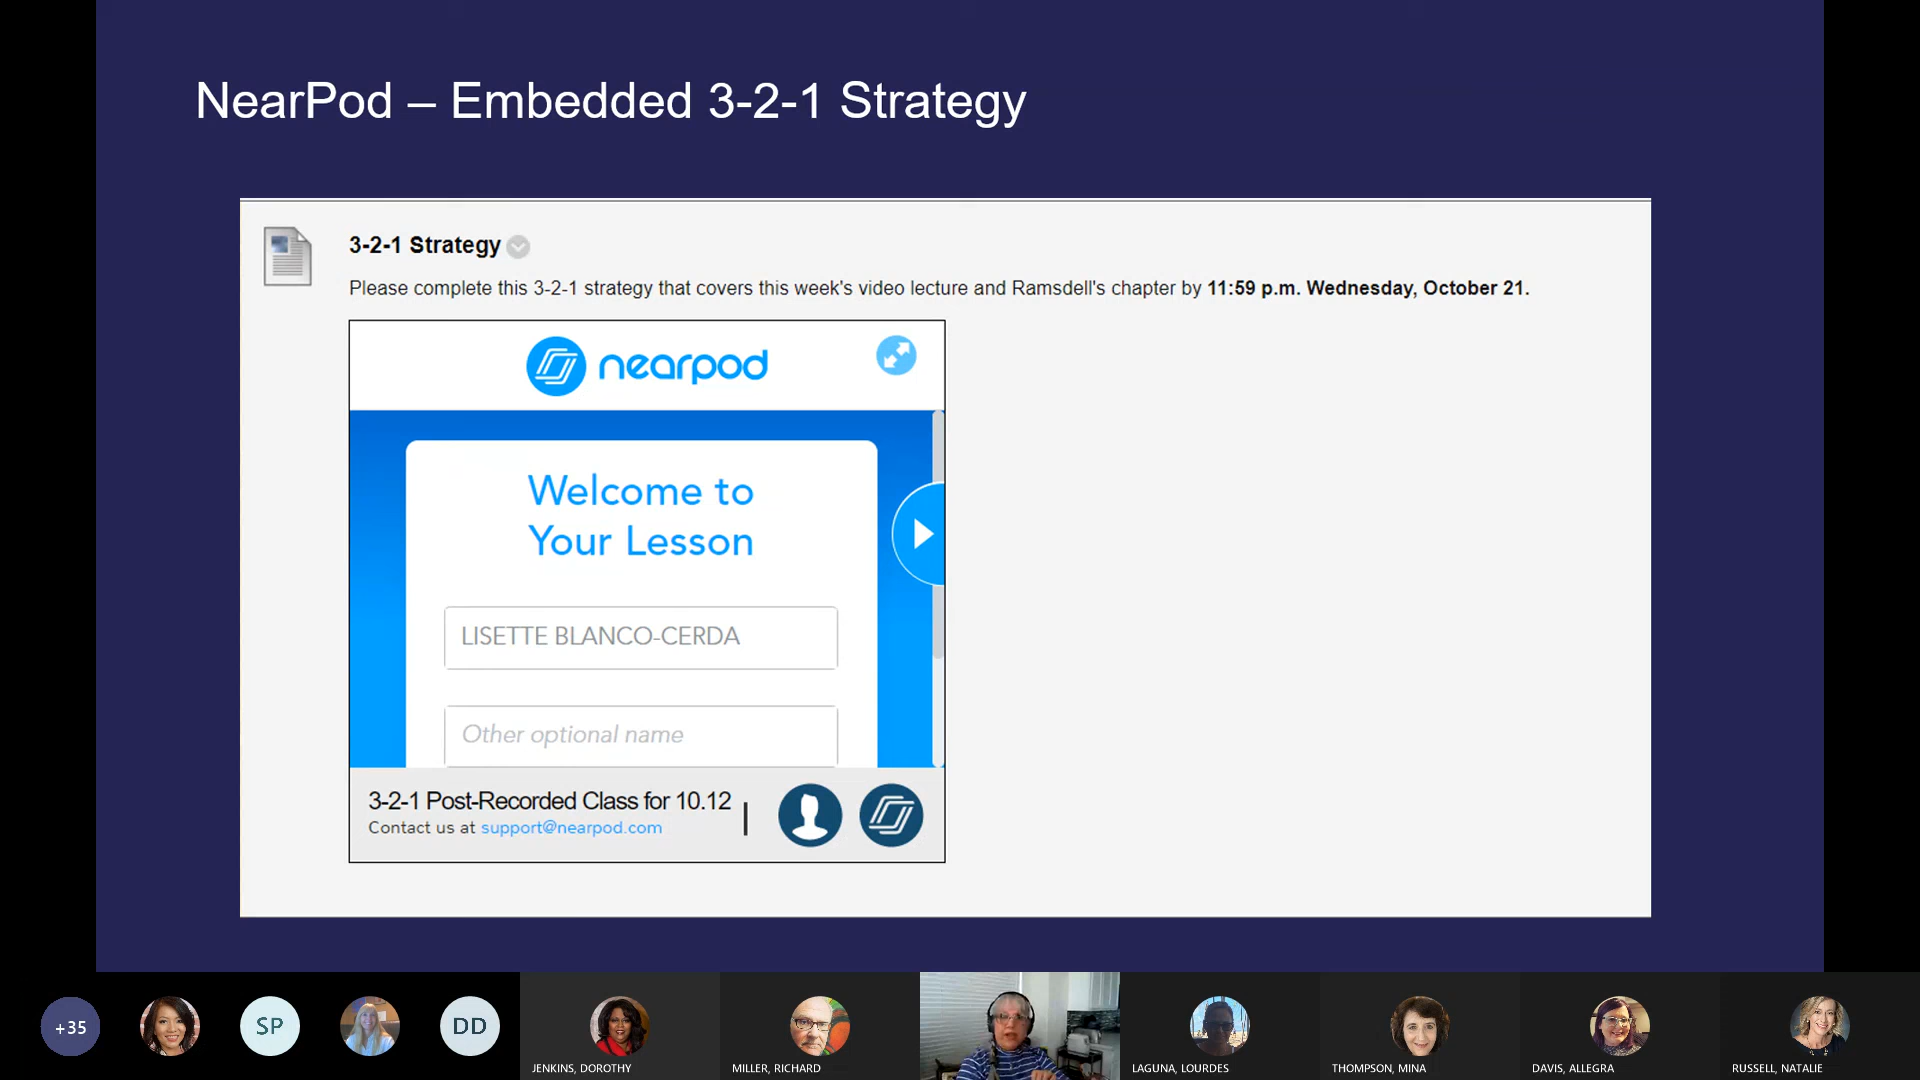 NearPod – Embedded 3-2-1 Strategy
3-2-1 Strategy
Please complete this 3-2-1 strategy that covers this week's video lecture and Ramsdell's chapter by 11:59 p.m. Wednesday, October 21.
nearpod
Welcome to
Your Lesson
LISETTE BLANCO-CERDA
Other optional name
3-2-1 Post-Recorded Class for 10.12
Contact us at support@nearpod.com
+35
SP
DD
JENKINS, DOROTHY
MILLER, RICHARD
LAGUNA, LOURDES
THOMPSON, MINA
DAVIS, ALLEGRA
RUSSELL, NATALIE